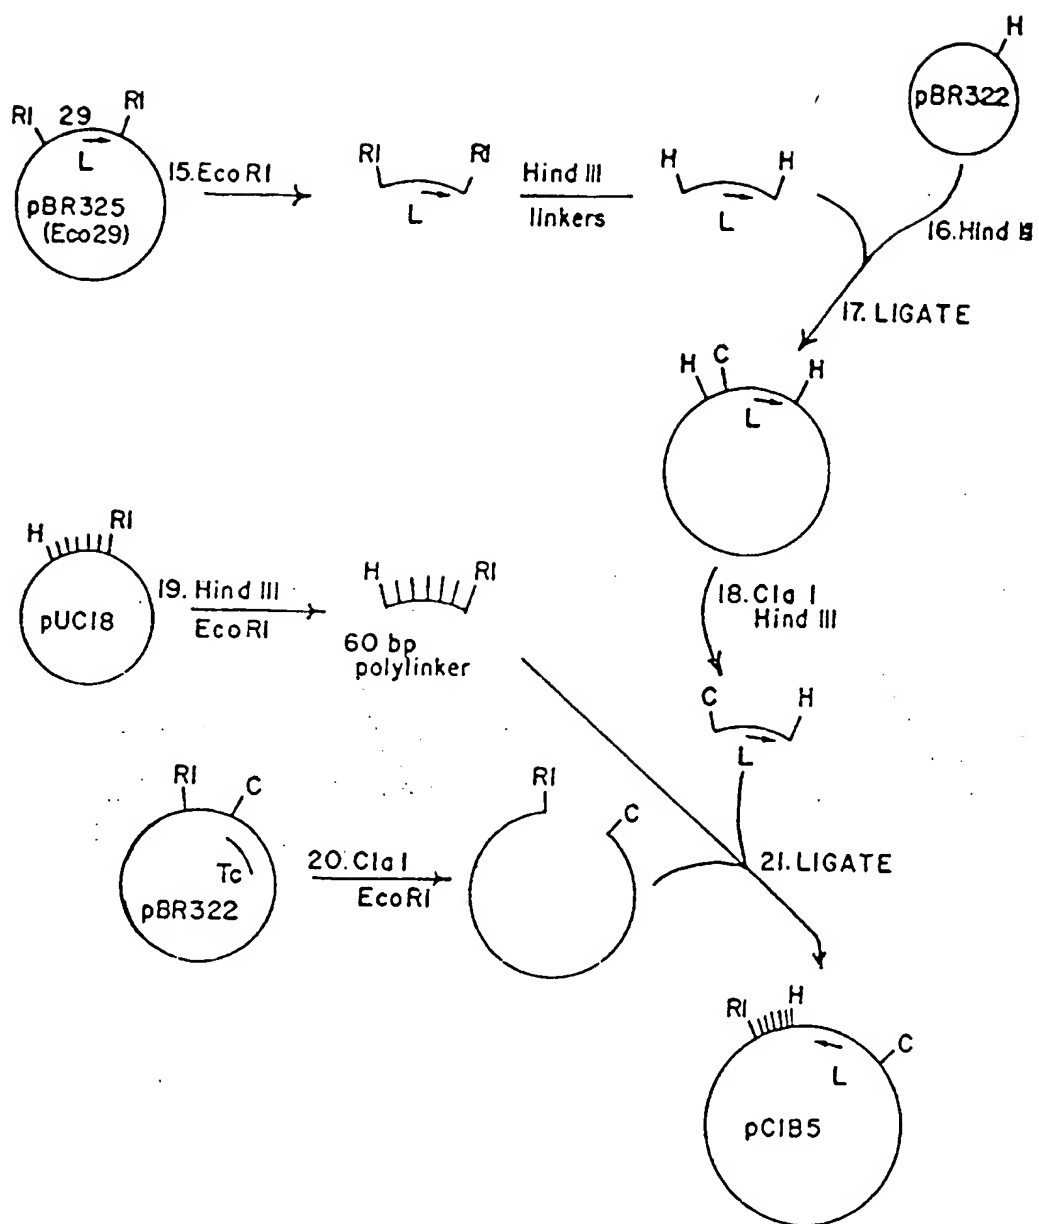 H
pBR322
RI 29 RI
L
pBR325
(Eco29)
15. Eco RI
RI RI
L
Hind III
linkers
H H
L
16. Hind
17. LIGATE
H C H
L
18. Cla I
Hind III
C H
L
H RI
pUC18
19. Hind III
EcoRI
H RI
60 bp
polylinker
RI C
Tc
pBR322
20. Cla I
EcoRI
RI
C
21. LIGATE
RI H
C
L
pCIB5